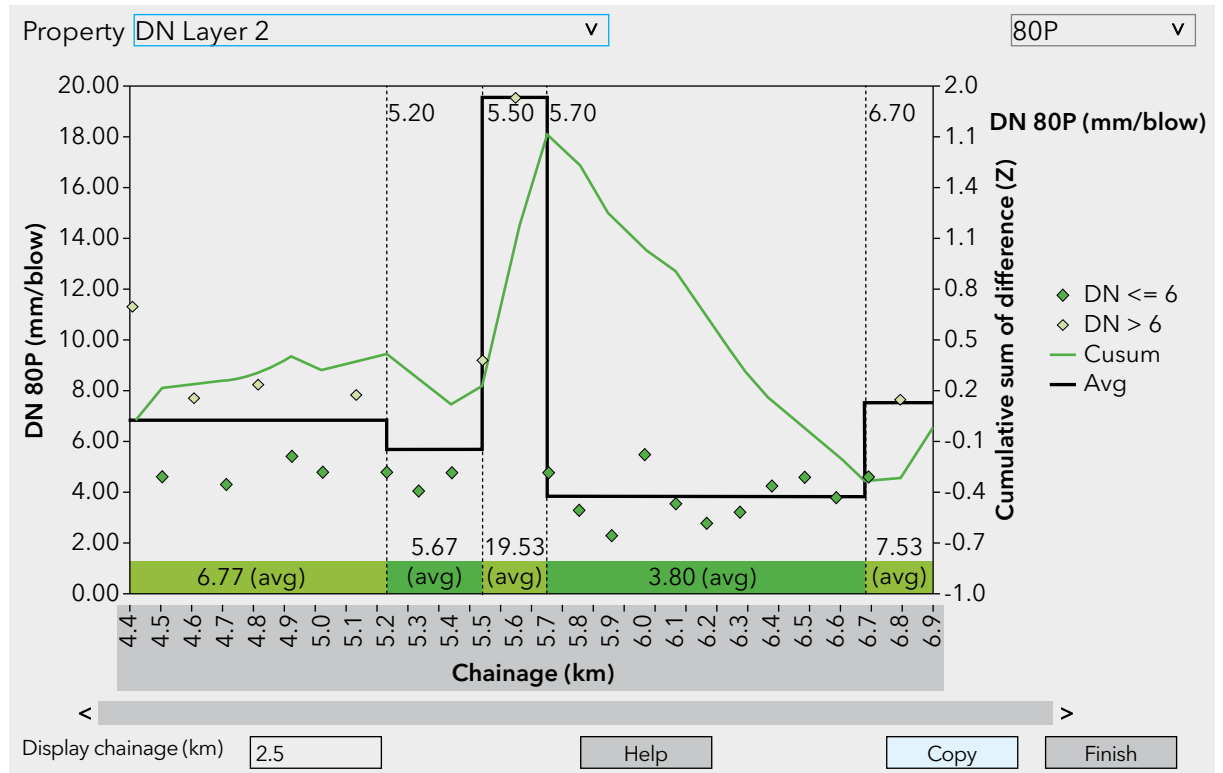 Property DN Layer 2 v 80P v
20.00 2.0
5.20 5.50 5.70 6.70
DN 80P (mm/blow)
18.00 1.1
16.00 1.4
14.00 1.1
12.00 0.8
10.00 0.5
8.00 0.2
6.00 -0.1
4.00 -0.4
2.00 -0.7
0.00 -1.0
DN 80P (mm/blow)
Cumulative sum of difference (Z)
DN <= 6
DN > 6
Cusum
Avg
5.67 19.53 7.53
6.77 (avg) (avg) (avg) 3.80 (avg) (avg)
4.4 4.5 4.6 4.7 4.8 4.9 5.0 5.1 5.2 5.3 5.4 5.5 5.6 5.7 5.8 5.9 6.0 6.1 6.2 6.3 6.4 6.5 6.6 6.7 6.8 6.9
Chainage (km)
< >
Display chainage (km) 2.5 Help Copy Finish